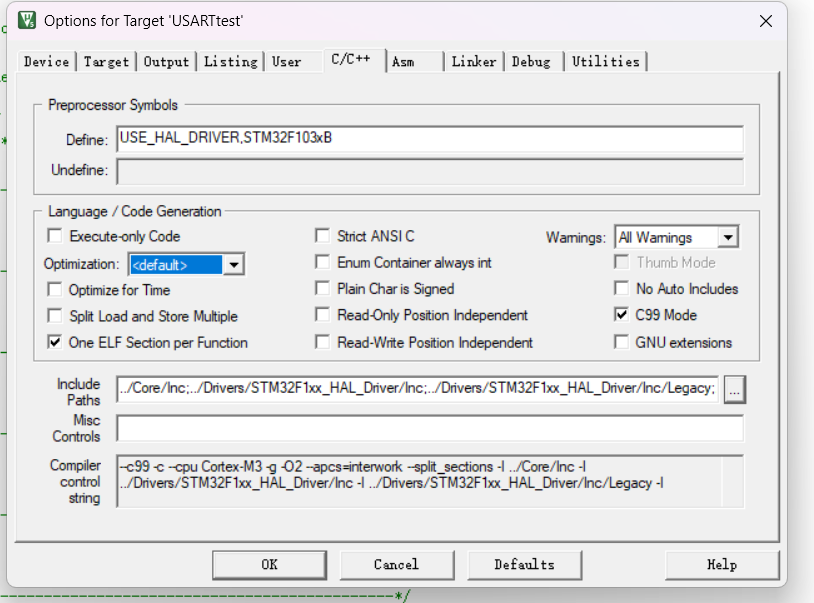 Options for Target 'USARTtest'
Device Target Output Listing User C/C++ Asm Linker Debug Utilities
Preprocessor Symbols
Define: USE_HAL_DRIVER,STM32F103xB
Undefine:
Language / Code Generation
Execute-only Code
Strict ANSI C
Warnings: All Warnings
Optimization: <default>
Enum Container always int
Thumb Mode
Optimize for Time
Plain Char is Signed
No Auto Includes
Split Load and Store Multiple
Read-Only Position Independent
C99 Mode
One ELF Section per Function
Read-Write Position Independent
GNU extensions
Include
Paths
../Core/Inc;../Drivers/STM32F1xx_HAL_Driver/Inc;../Drivers/STM32F1xx_HAL_Driver/Inc/Legacy;
...
Misc
Controls
Compiler
control
string
--c99 -c --cpu Cortex-M3 -g -O2 --apcs=interwork --split_sections -I ../Core/Inc -I
../Drivers/STM32F1xx_HAL_Driver/Inc -I ../Drivers/STM32F1xx_HAL_Driver/Inc/Legacy -I
OK Cancel Defaults Help
--------------------------------------------*/